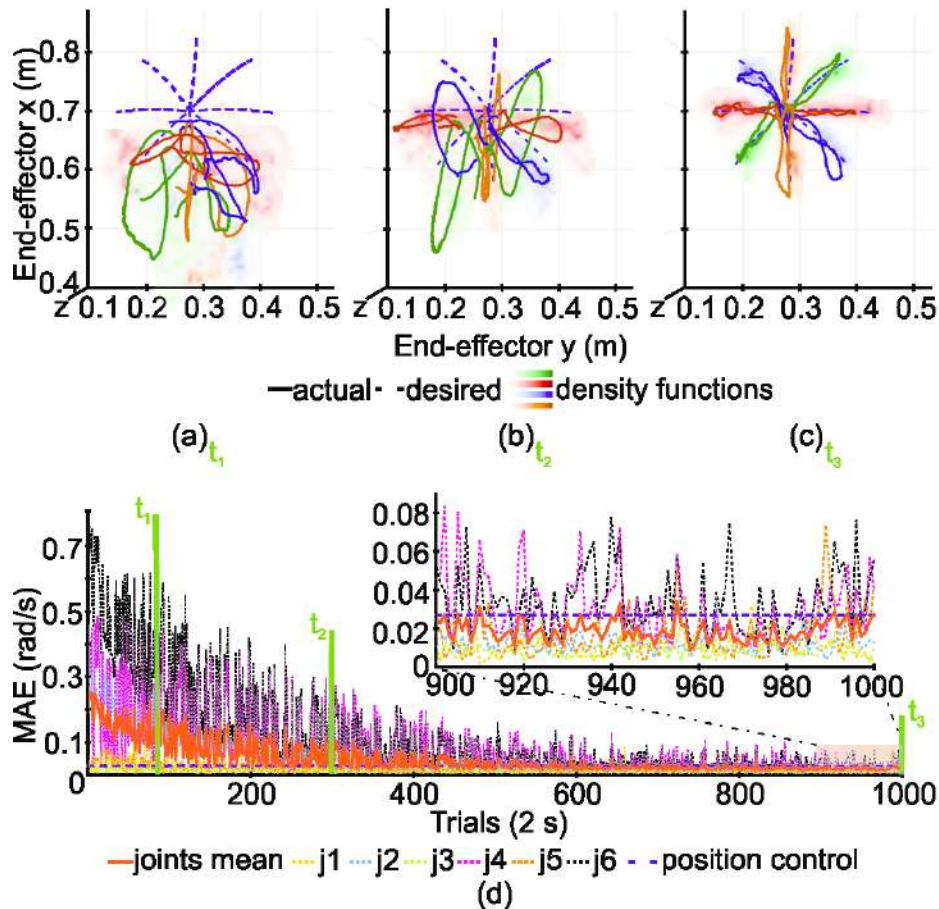 End-effector x (m)
0.8
0.7
0.6
0.5
0.4
z 0.1 0.2 0.3 0.4 0.5
z 0.1 0.2 0.3 0.4 0.5
z 0.1 0.2 0.3 0.4 0.5
End-effector y (m)
actual desired density functions
(a) t1 (b) t2 (c) t3
MAE (rad/s)
0.7
0.5
0.3
0.1
0
t1
t2
t3
0.08
0.06
0.04
0.02
0
900 920 940 960 980 1000
200 400 600 800 1000
Trials (2 s)
joints mean j1 j2 j3 j4 j5 j6 position control
(d)